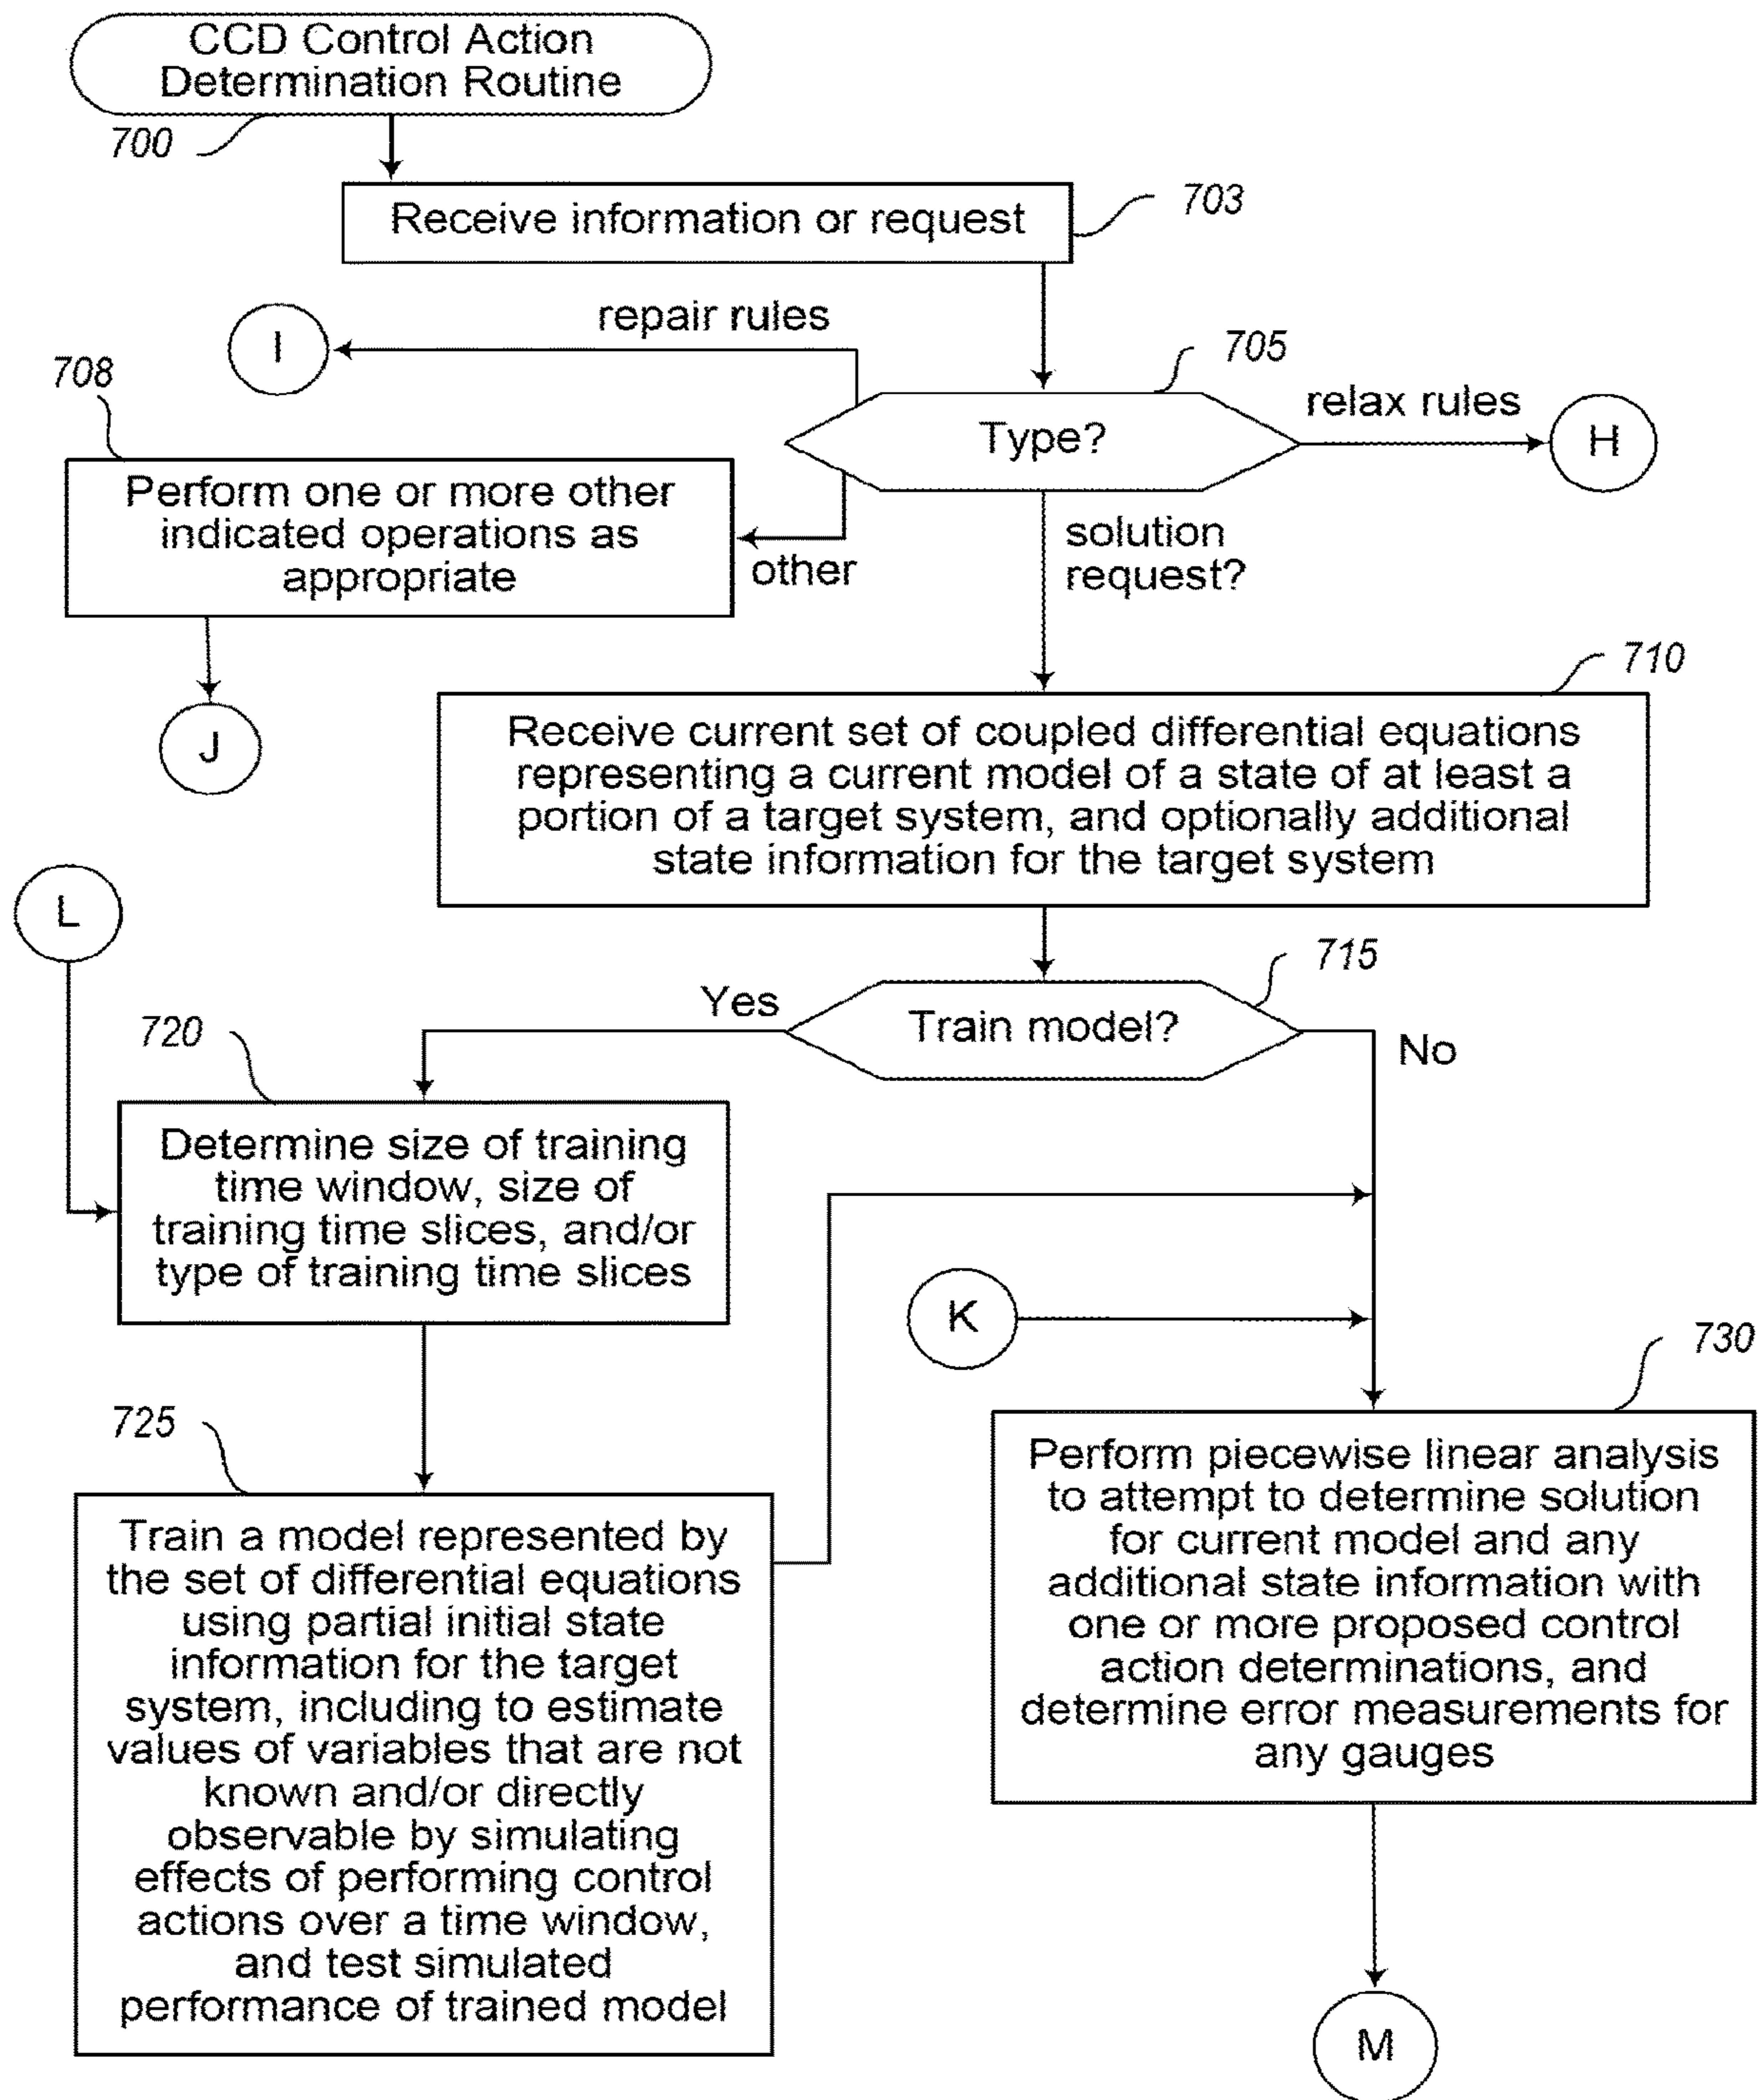 CCD Control Action
Determination Routine
700
Receive information or request
703
repair rules
I
705
708
Type?
relax rules
H
Perform one or more other
indicated operations as
appropriate
other
solution
request?
J
710
Receive current set of coupled differential equations
representing a current model of a state of at least a
portion of a target system, and optionally additional
state information for the target system
L
715
Yes
Train model?
No
720
Determine size of training
time window, size of
training time slices, and/or
type of training time slices
K
730
725
Perform piecewise linear analysis
to attempt to determine solution
for current model and any
additional state information with
one or more proposed control
action determinations, and
determine error measurements for
any gauges
Train a model represented by
the set of differential equations
using partial initial state
information for the target
system, including to estimate
values of variables that are not
known and/or directly
observable by simulating
effects of performing control
actions over a time window,
and test simulated
performance of trained model
M